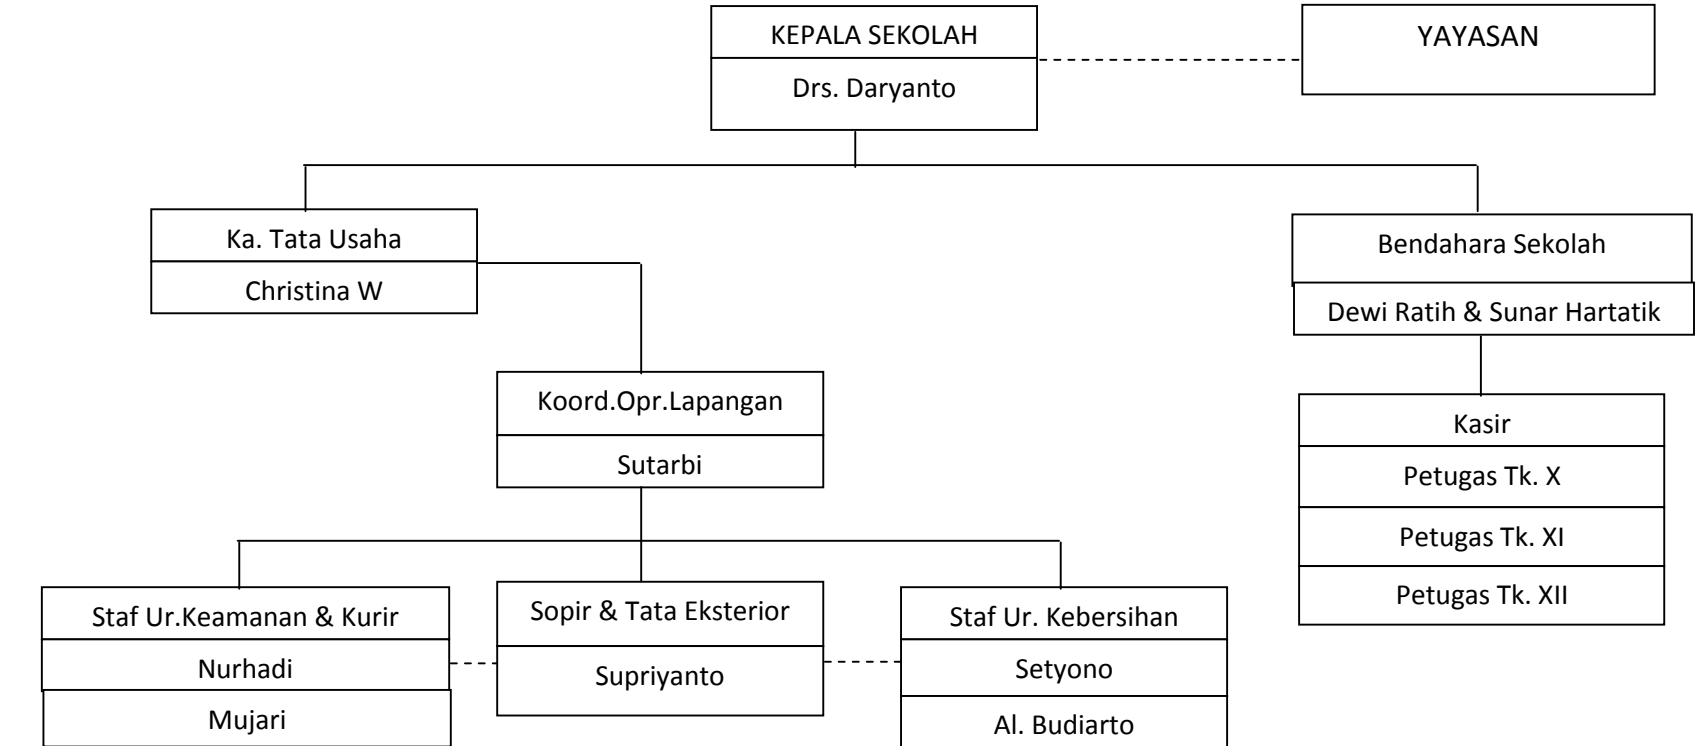 KEPALA SEKOLAH
Drs. Daryanto
YAYASAN
Ka. Tata Usaha
Christina W
Bendahara Sekolah
Dewi Ratih & Sunar Hartatik
Koord.Opr.Lapangan
Sutarbi
Kasir
Petugas Tk. X
Petugas Tk. XI
Petugas Tk. XII
Staf Ur.Keamanan & Kurir
Nurhadi
Mujari
Sopir & Tata Eksterior
Supriyanto
Staf Ur. Kebersihan
Setyono
Al. Budiarto